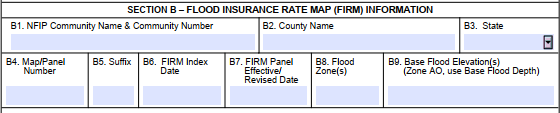 SECTION B – FLOOD INSURANCE RATE MAP (FIRM) INFORMATION
B1. NFIP Community Name & Community Number
B2. County Name
B3. State
B4. Map/Panel
Number
B5. Suffix
B6. FIRM Index
Date
B7. FIRM Panel
Effective/
Revised Date
B8. Flood
Zone(s)
B9. Base Flood Elevation(s)
(Zone AO, use Base Flood Depth)